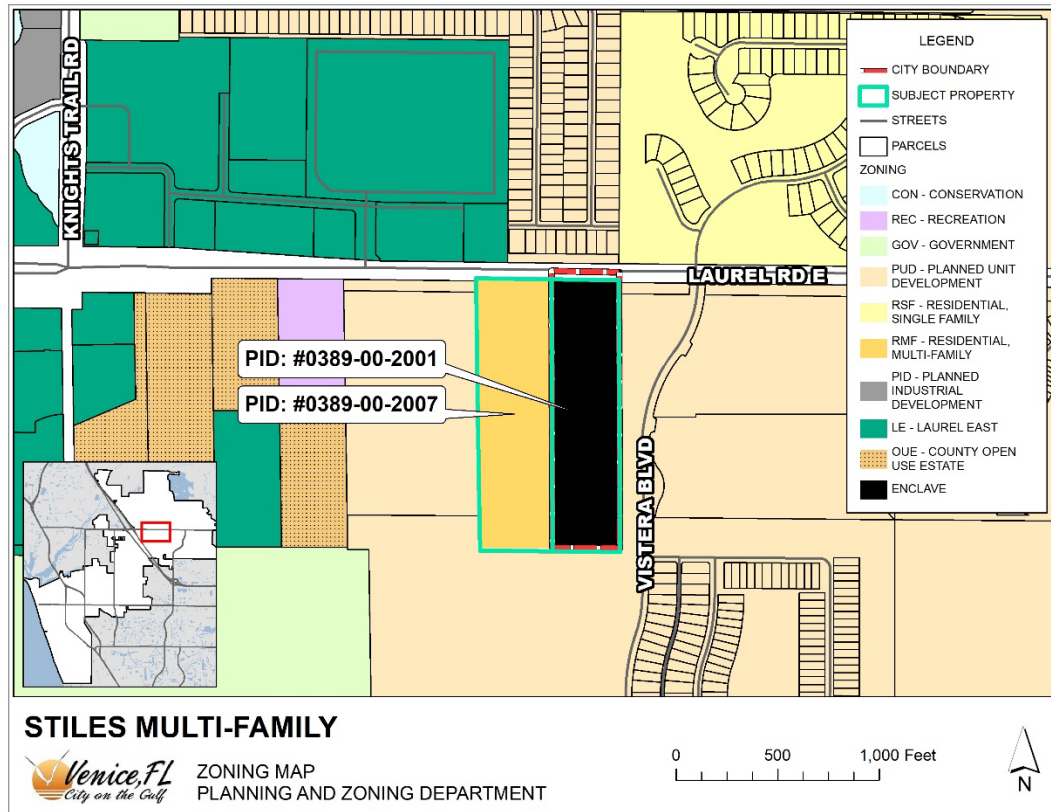 KNIGHTS TRAIL RD
LAUREL RD E
PID: #0389-00-2001
PID: #0389-00-2007
VISTERA BLVD
LEGEND
CITY BOUNDARY
SUBJECT PROPERTY
STREETS
PARCELS
ZONING
CON - CONSERVATION
REC - RECREATION
GOV - GOVERNMENT
PUD - PLANNED UNIT
DEVELOPMENT
RSF - RESIDENTIAL,
SINGLE FAMILY
RMF - RESIDENTIAL,
MULTI-FAMILY
PID - PLANNED
INDUSTRIAL
DEVELOPMENT
LE - LAUREL EAST
OUE - COUNTY OPEN
USE ESTATE
ENCLAVE
STILES MULTI-FAMILY
Venice, FL
City on the Gulf
ZONING MAP
PLANNING AND ZONING DEPARTMENT
0 500 1,000 Feet
N